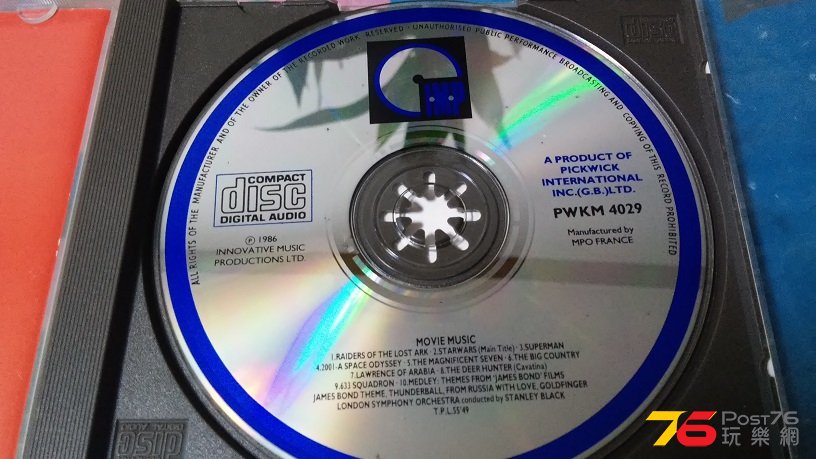 ALL RIGHTS OF THE MANUFACTURER AND OF THE OWNER OF THE RECORDED WORK RESERVED · UNAUTHORISED PUBLIC PERFORMANCE BROADCASTING AND COPYING OF THIS RECORD PROHIBITED
COMPACT
disc
DIGITAL AUDIO
Ⓟ 1986
INNOVATIVE MUSIC
PRODUCTIONS LTD.
A PRODUCT OF
PICKWICK
INTERNATIONAL
INC.(G.B.)LTD.
PWKM 4029
Manufactured by
MPO FRANCE
MOVIE MUSIC
1.RAIDERS OF THE LOST ARK · 2.STARWARS (Main Title) · 3.SUPERMAN
4.2001-A SPACE ODYSSEY · 5.THE MAGNIFICENT SEVEN · 6.THE BIG COUNTRY
7.LAWRENCE OF ARABIA · 8.THE DEER HUNTER (Cavatina)
9.633 SQUADRON · 10.MEDLEY: THEMES FROM 'JAMES BOND' FILMS
JAMES BOND THEME, THUNDERBALL, FROM RUSSIA WITH LOVE, GOLDFINGER
LONDON SYMPHONY ORCHESTRA conducted by STANLEY BLACK
T.P.L.55'49
disc
DIGITAL AUDIO
76 Post76
玩樂網